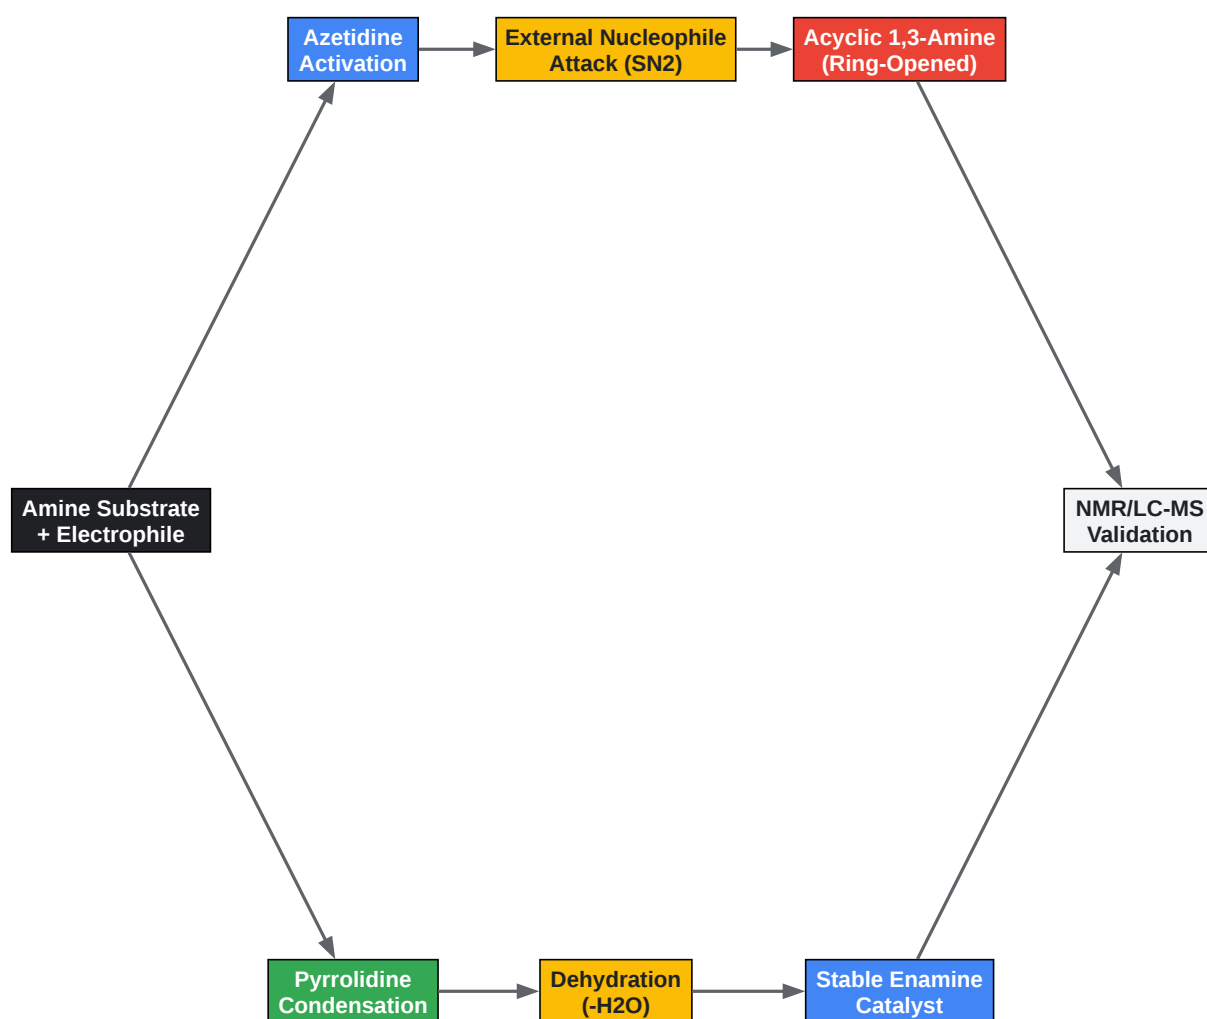 Azetidine
Activation
External Nucleophile
Attack (SN2)
Acyclic 1,3-Amine
(Ring-Opened)
Amine Substrate
+ Electrophile
NMR/LC-MS
Validation
Pyrrolidine
Condensation
Dehydration
(-H2O)
Stable Enamine
Catalyst